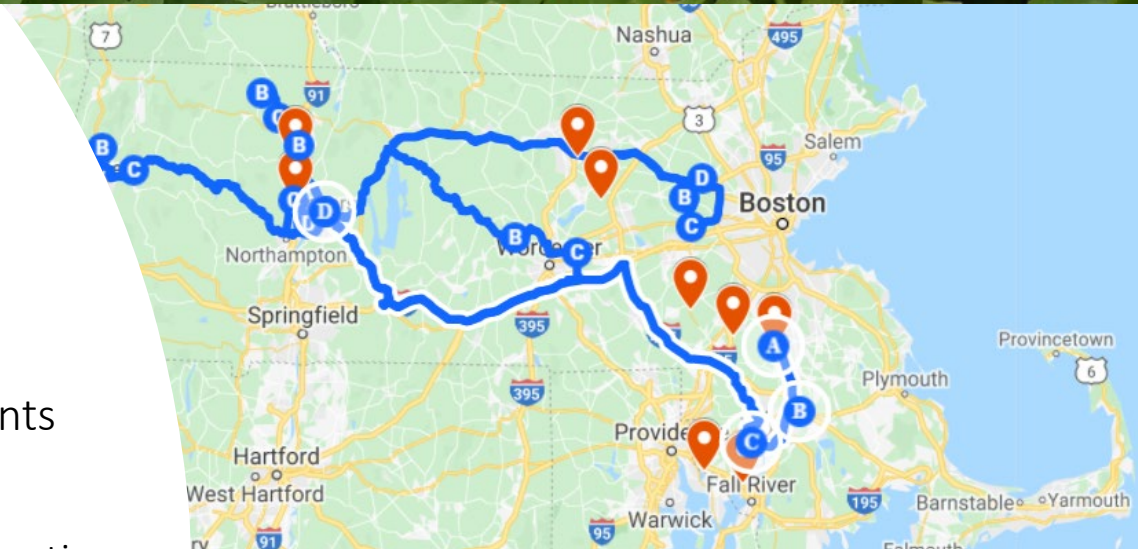 Brattleboro
7
Nashua
495
91
3
B
C
B
Salem
B
95
C
D
B
D
Boston
C
B
C
Worcester
Northampton
C
Springfield
395
Provincetown
A
6
395
Plymouth
B
nts
C
Hartford
Fall River
West Hartford
195
Barnstable
Yarmouth
Warwick
91
95
Falmouth